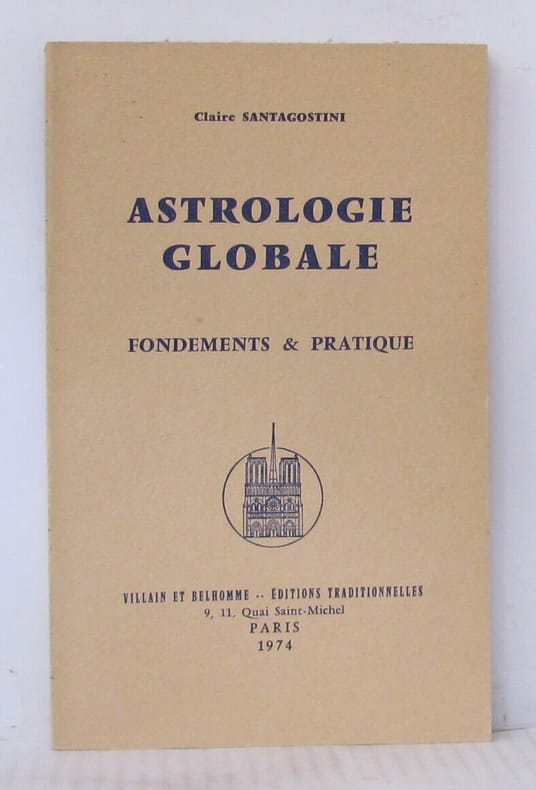 Claire SANTAGOSTINI
ASTROLOGIE
GLOBALE
FONDEMENTS & PRATIQUE
VILLAIN ET BELHOMME -- ÉDITIONS TRADITIONNELLES
9, 11, Quai Saint-Michel
PARIS
1974